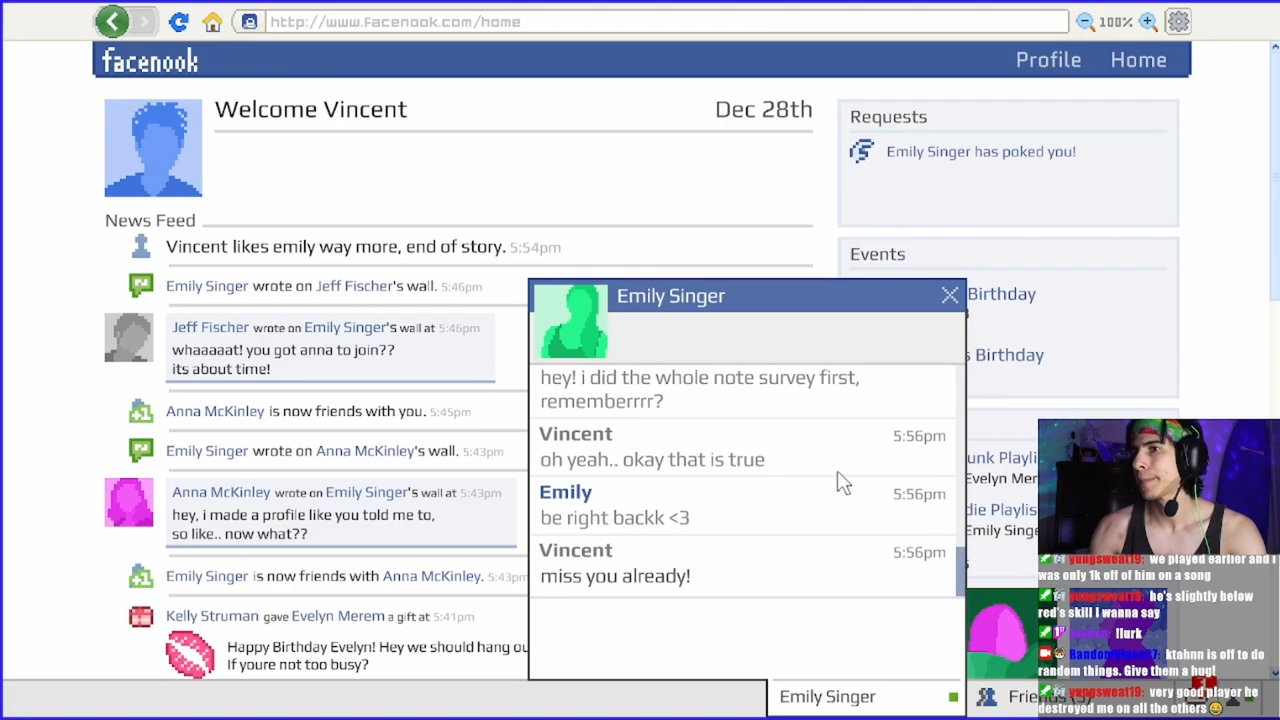 http://www.facenook.com/home
100%
facenook
Profile Home
Welcome Vincent
Dec 28th
Requests
Emily Singer has poked you!
News Feed
Vincent likes emily way more, end of story. 5:54pm
Events
Emily Singer wrote on Jeff Fischer's wall. 5:46pm
Jeff Fischer wrote on Emily Singer's wall at 5:46pm
whaaaaat! you got anna to join??
its about time!
Anna McKinley is now friends with you. 5:45pm
Emily Singer wrote on Anna McKinley's wall. 5:43pm
Anna McKinley wrote on Emily Singer's wall at 5:43pm
hey, i made a profile like you told me to,
so like.. now what??
Emily Singer is now friends with Anna McKinley. 5:43pm
Kelly Struman gave Evelyn Merem a gift at 5:41pm
Happy Birthday Evelyn! Hey we should hang ou
If youre not too busy?
Emily Singer
hey! i did the whole note survey first,
rememberrrr?
Vincent 5:56pm
oh yeah.. okay that is true
Emily 5:56pm
be right backk <3
Vincent 5:56pm
miss you already!
Birthday
s Birthday
unk Playli
Evelyn Mer
die Playlis
Emily Singe
Emily Singer
yungsweat19: we played earlier and i
was only 1k off of him on a song
yungsweat19: he's slightly below
red's skill I wanna say
!lurk
ktahnn is off to do
random things. Give them a hug!
yungsweat19: very good player he
destroyed me on all the others